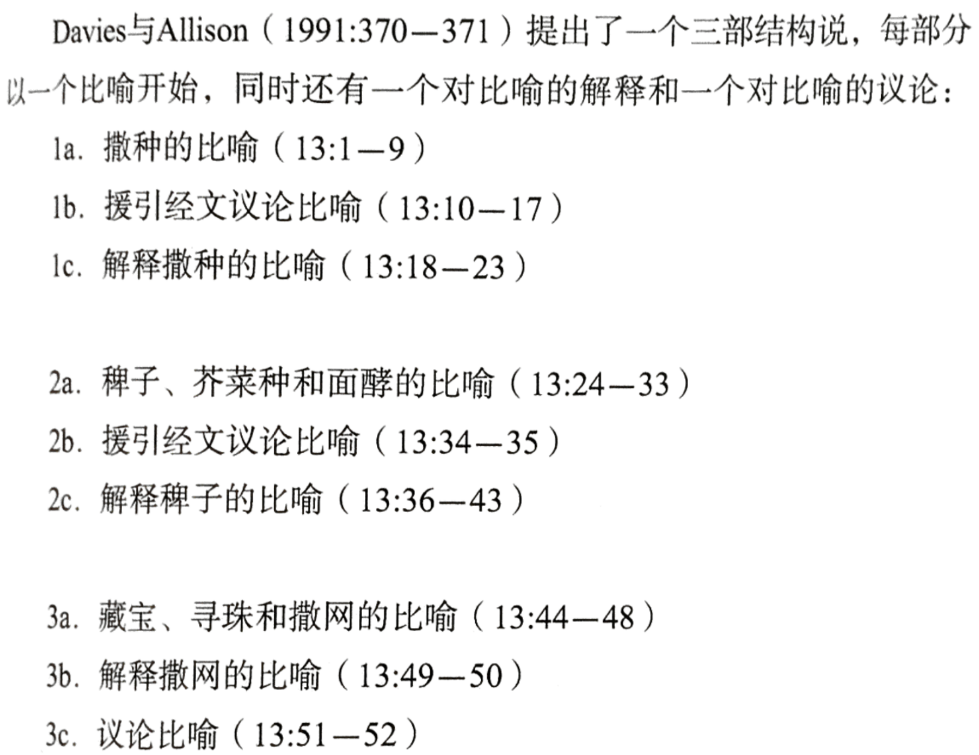 Davies与Allison（1991:370—371）提出了一个三部结构说，每部分
以一个比喻开始，同时还有一个对比喻的解释和一个对比喻的议论：
1a. 撒种的比喻（13:1—9）
1b. 援引经文议论比喻（13:10—17）
1c. 解释撒种的比喻（13:18—23）
2a. 稗子、芥菜种和面酵的比喻（13:24—33）
2b. 援引经文议论比喻（13:34—35）
2c. 解释稗子的比喻（13:36—43）
3a. 藏宝、寻珠和撒网的比喻（13:44—48）
3b. 解释撒网的比喻（13:49—50）
3c. 议论比喻（13:51—52）